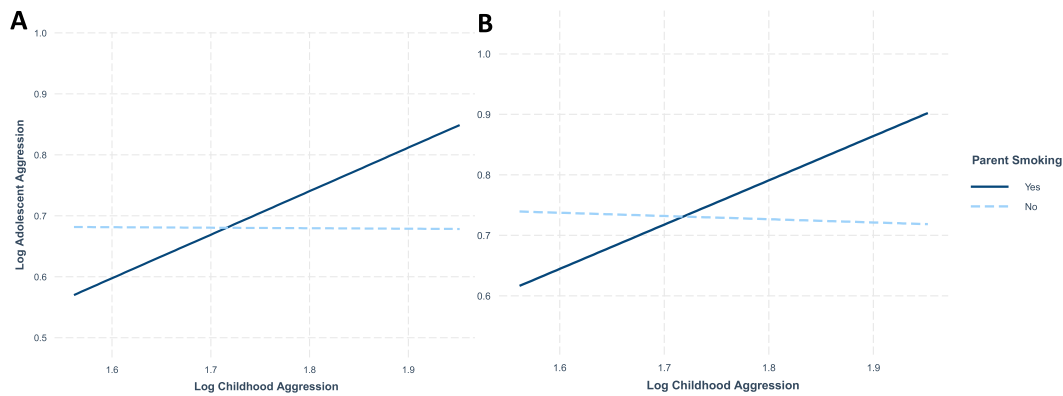 A
1.0
0.9
0.8
0.7
0.6
0.5
Log Adolescent Aggression
1.6 1.7 1.8 1.9
Log Childhood Aggression
B
1.0
0.9
0.8
0.7
0.6
1.6 1.7 1.8 1.9
Log Childhood Aggression
Parent Smoking
Yes
No